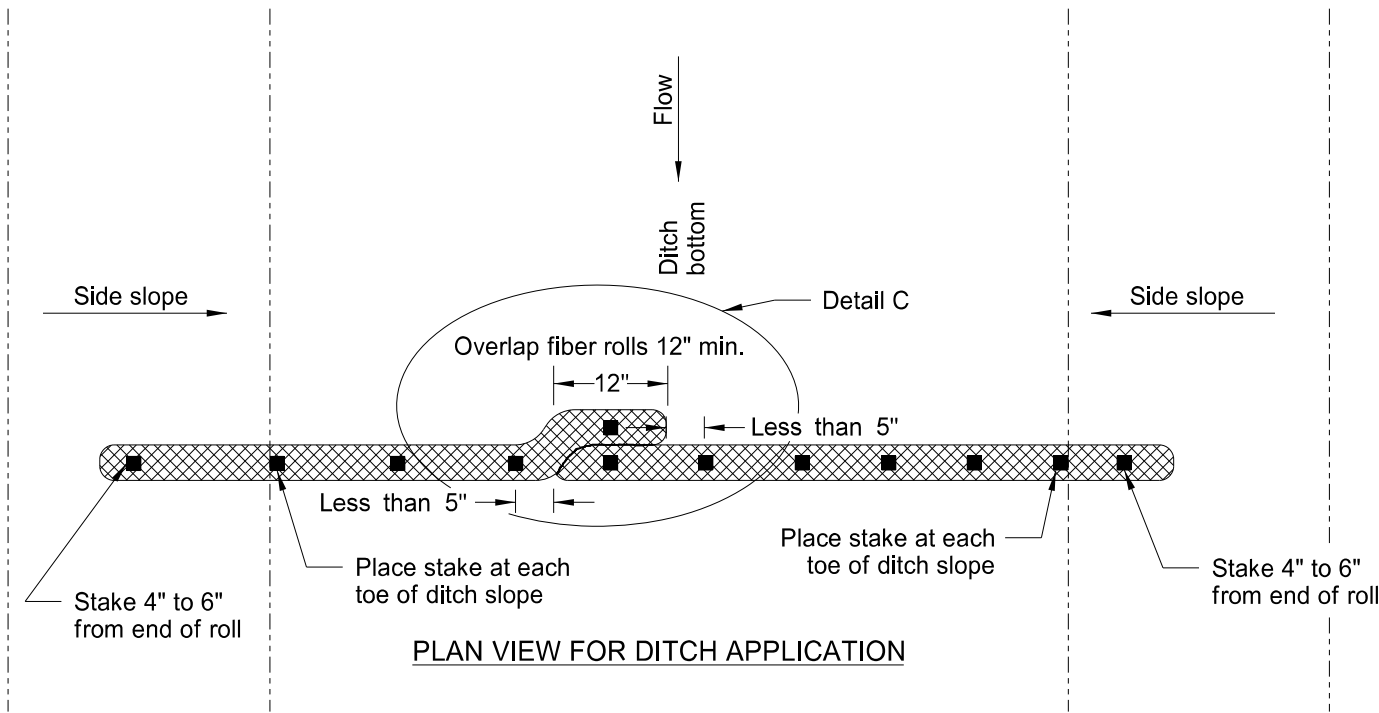 Flow
Ditch
bottom
Side slope
Side slope
Detail C
Overlap fiber rolls 12" min.
12"
Less than 5"
Less than 5"
Place stake at each
toe of ditch slope
Place stake at each
toe of ditch slope
Stake 4" to 6"
from end of roll
Stake 4" to 6"
from end of roll
PLAN VIEW FOR DITCH APPLICATION